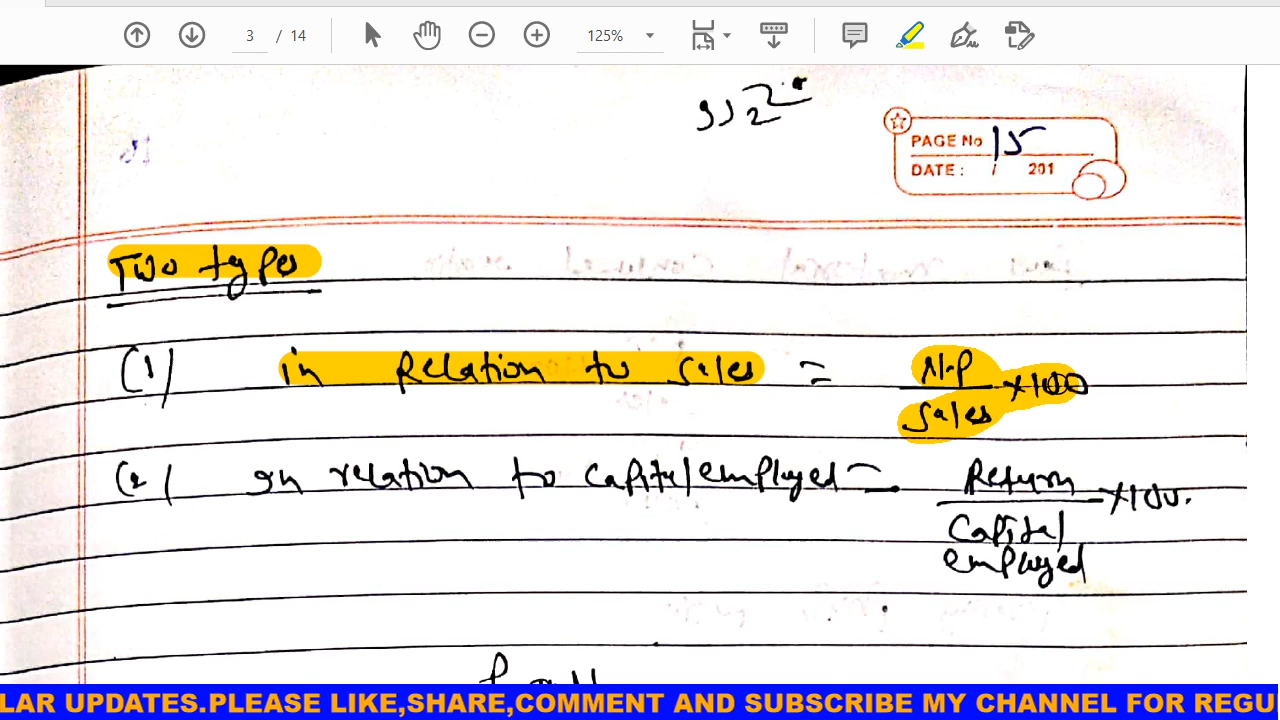 3 / 14 125%
PAGE No 15
DATE : / 201
Two types
(1) in Relation to sales = N.P / sales ×100
(2) In relation to capital employed = Return / Capital employed ×100.
LAR UPDATES.PLEASE LIKE,SHARE,COMMENT AND SUBSCRIBE MY CHANNEL FOR REGU